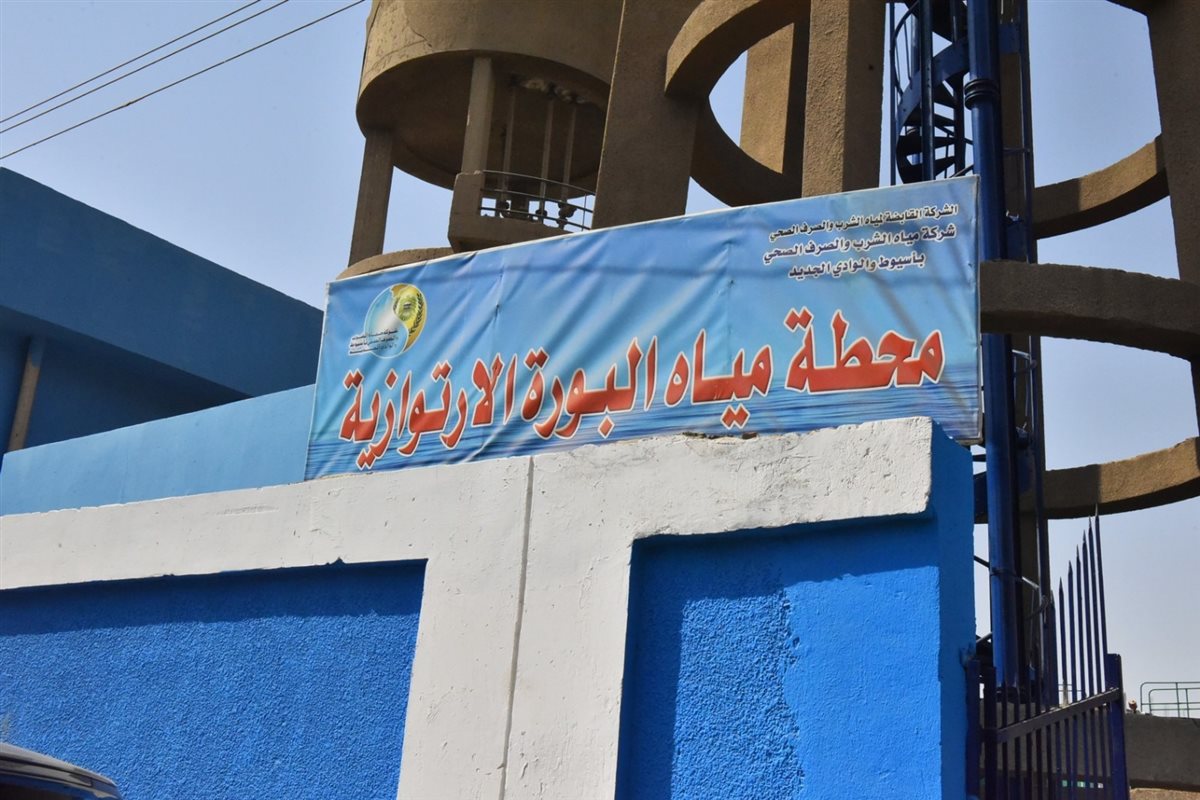 الشركة القابضة لمياه الشرب والصرف الصحي
شركة مياه الشرب والصرف الصحي
بأسيوط والوادي الجديد
محطة مياه البورة الارتوازية